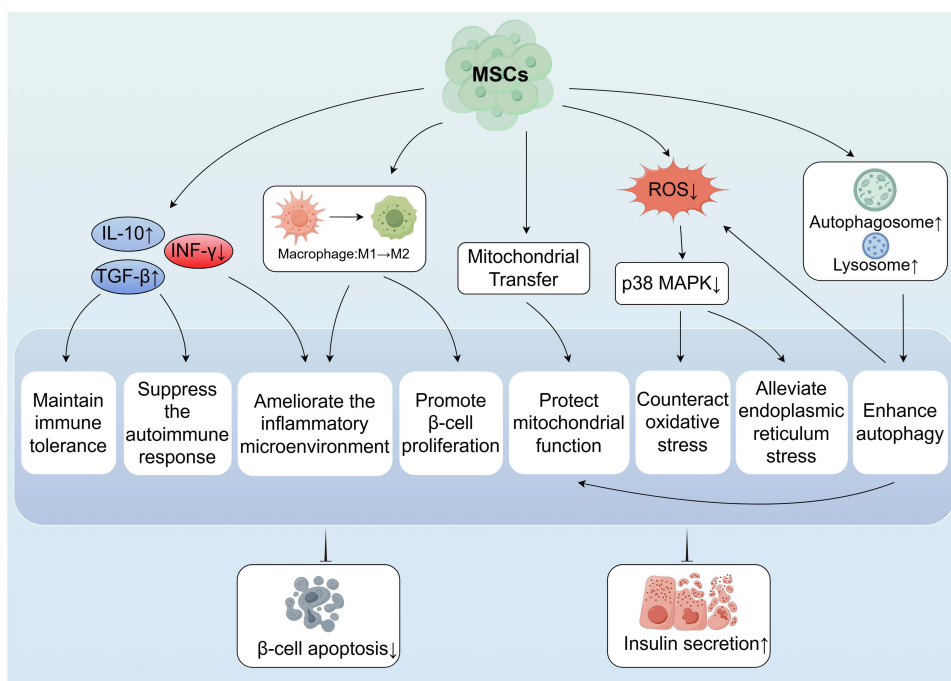 MSCs
IL-10↑
INF-γ↓
TGF-β↑
Macrophage:M1→M2
Mitochondrial
Transfer
ROS↓
p38 MAPK↓
Autophagosome↑
Lysosome↑
Maintain
immune
tolerance
Suppress
the
autoimmune
response
Ameliorate the
inflammatory
microenvironment
Promote
β-cell
proliferation
Protect
mitochondrial
function
Counteract
oxidative
stress
Alleviate
endoplasmic
reticulum
stress
Enhance
autophagy
β-cell apoptosis↓
Insulin secretion↑